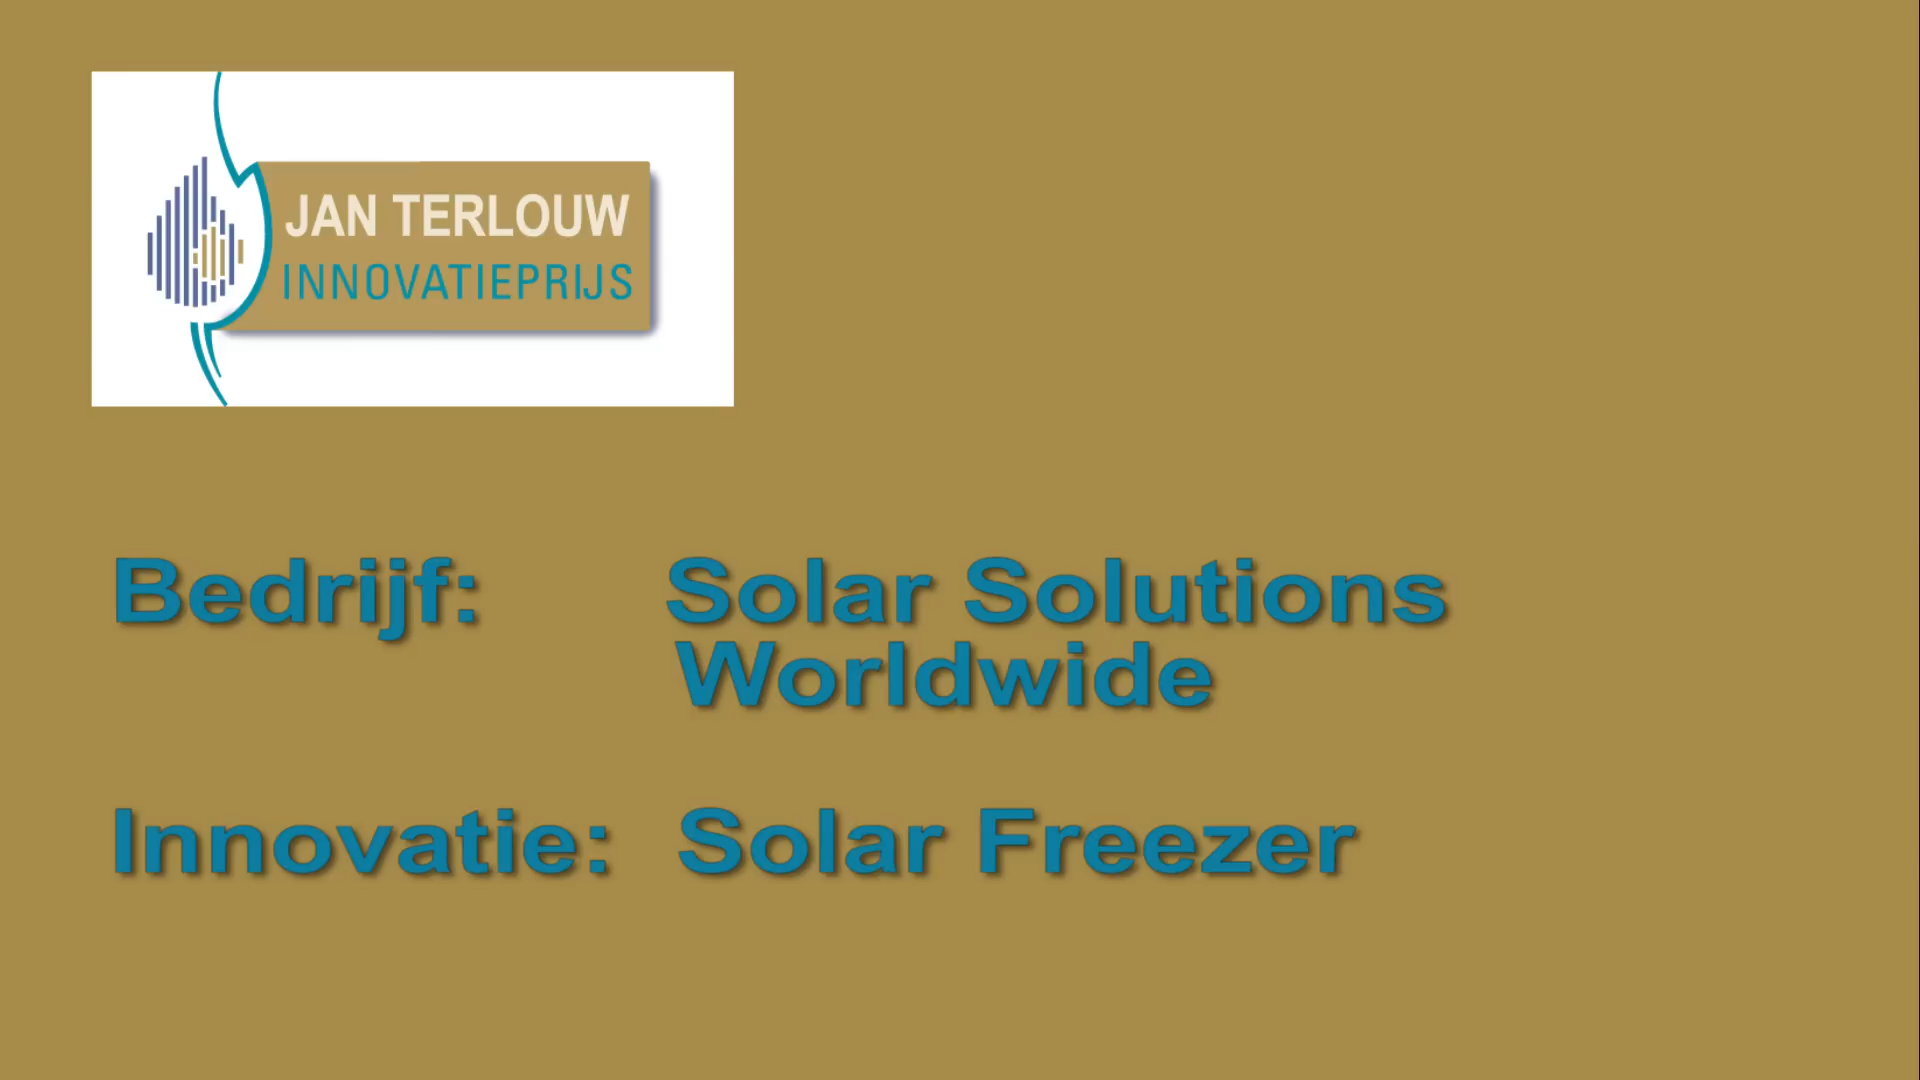 JAN TERLOUW
INNOVATIEPRIJS
Bedrijf: Solar Solutions
Worldwide
Innovatie: Solar Freezer